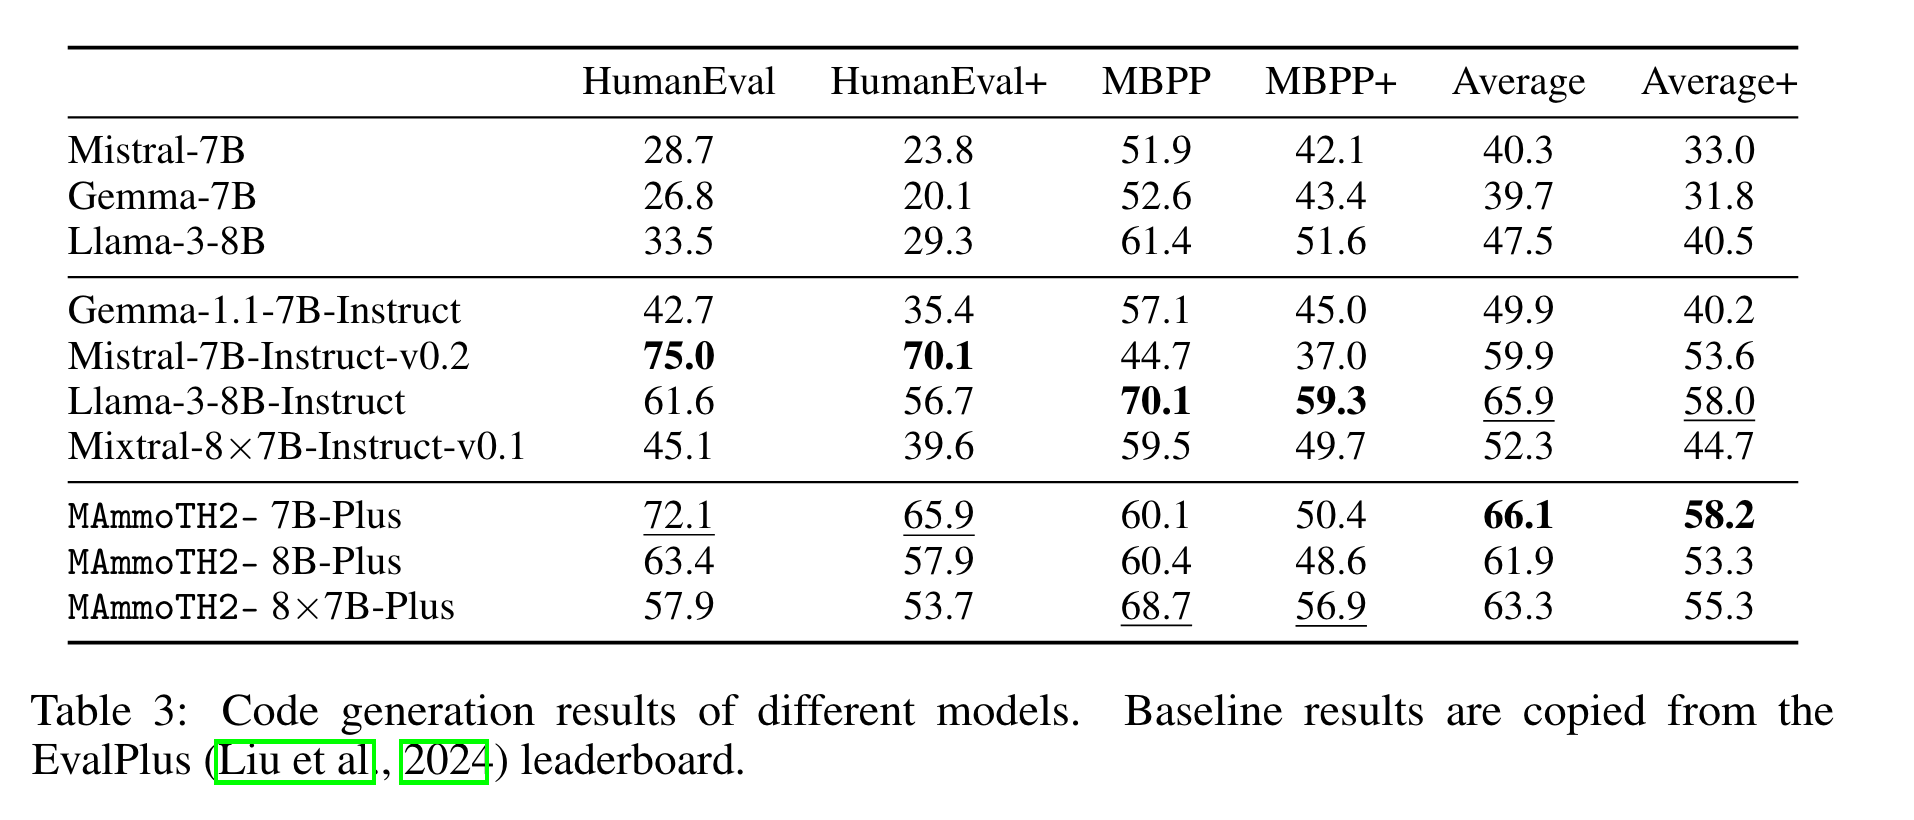 HumanEval HumanEval+ MBPP MBPP+ Average Average+
Mistral-7B 28.7 23.8 51.9 42.1 40.3 33.0
Gemma-7B 26.8 20.1 52.6 43.4 39.7 31.8
Llama-3-8B 33.5 29.3 61.4 51.6 47.5 40.5
Gemma-1.1-7B-Instruct 42.7 35.4 57.1 45.0 49.9 40.2
Mistral-7B-Instruct-v0.2 75.0 70.1 44.7 37.0 59.9 53.6
Llama-3-8B-Instruct 61.6 56.7 70.1 59.3 65.9 58.0
Mixtral-8×7B-Instruct-v0.1 45.1 39.6 59.5 49.7 52.3 44.7
MAmmoTH2- 7B-Plus 72.1 65.9 60.1 50.4 66.1 58.2
MAmmoTH2- 8B-Plus 63.4 57.9 60.4 48.6 61.9 53.3
MAmmoTH2- 8×7B-Plus 57.9 53.7 68.7 56.9 63.3 55.3
Table 3: Code generation results of different models. Baseline results are copied from the
EvalPlus (Liu et al., 2024) leaderboard.